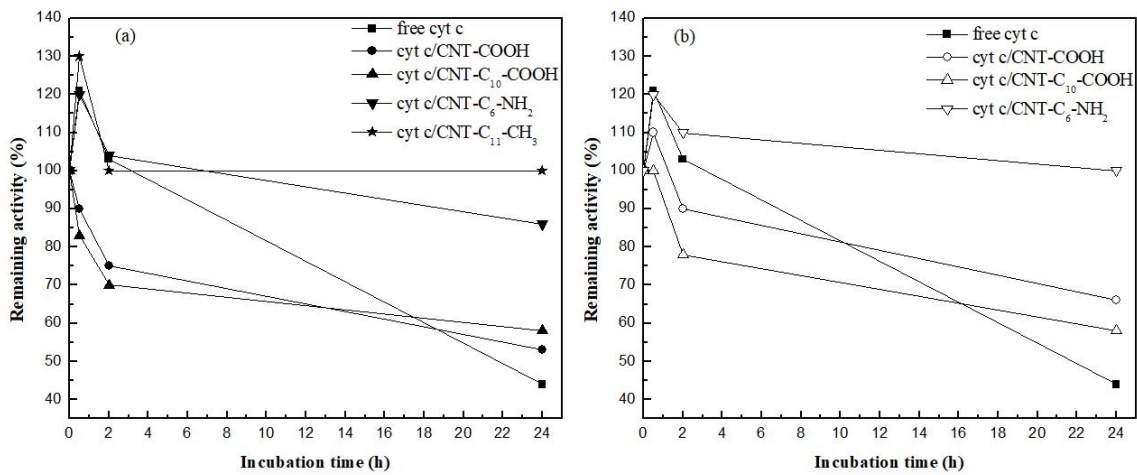 (a)
free cyt c
cyt c/CNT-COOH
cyt c/CNT-C₁₀-COOH
cyt c/CNT-C₆-NH₂
cyt c/CNT-C₁₁-CH₃
140
130
120
110
100
90
80
70
60
50
40
Remaining activity (%)
0 2 4 6 8 10 12 14 16 18 20 22 24
Incubation time (h)
(b)
free cyt c
cyt c/CNT-COOH
cyt c/CNT-C₁₀-COOH
cyt c/CNT-C₆-NH₂
140
130
120
110
100
90
80
70
60
50
40
Remaining activity (%)
0 2 4 6 8 10 12 14 16 18 20 22 24
Incubation time (h)